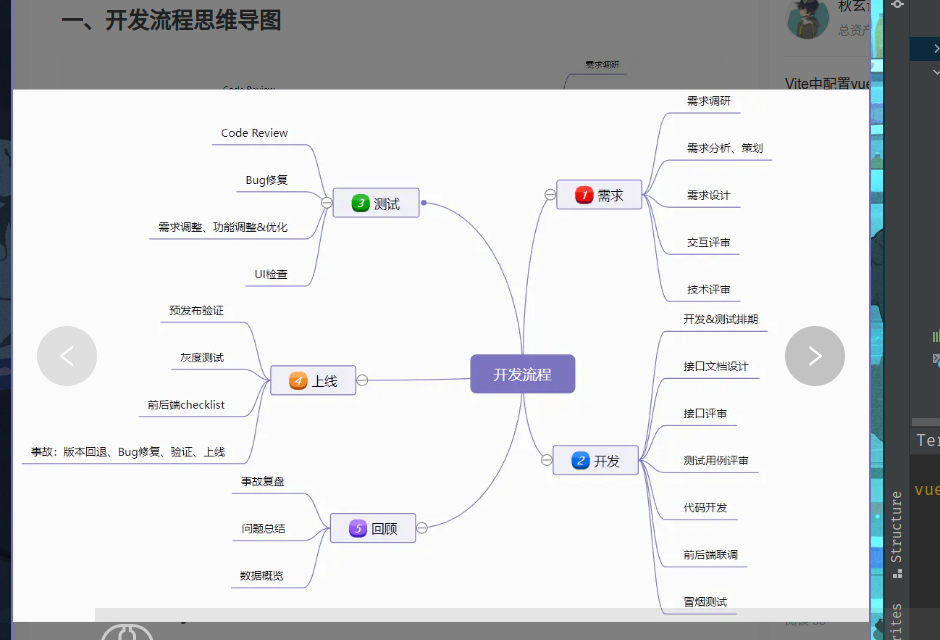 一、开发流程思维导图
秋玄
总资产
Vite中配置vue
需求调研
Code Review
开发流程
1 需求
需求调研
需求分析、策划
需求设计
交互评审
技术评审
2 开发
开发&测试排期
接口文档设计
接口评审
测试用例评审
代码开发
前后端联调
冒烟测试
3 测试
Code Review
Bug修复
需求调整、功能调整&优化
UI检查
4 上线
预发布验证
灰度测试
前后端checklist
事故：版本回退、Bug修复、验证、上线
5 回顾
事故复盘
问题总结
数据概览
Ter
vue
Structure
rites